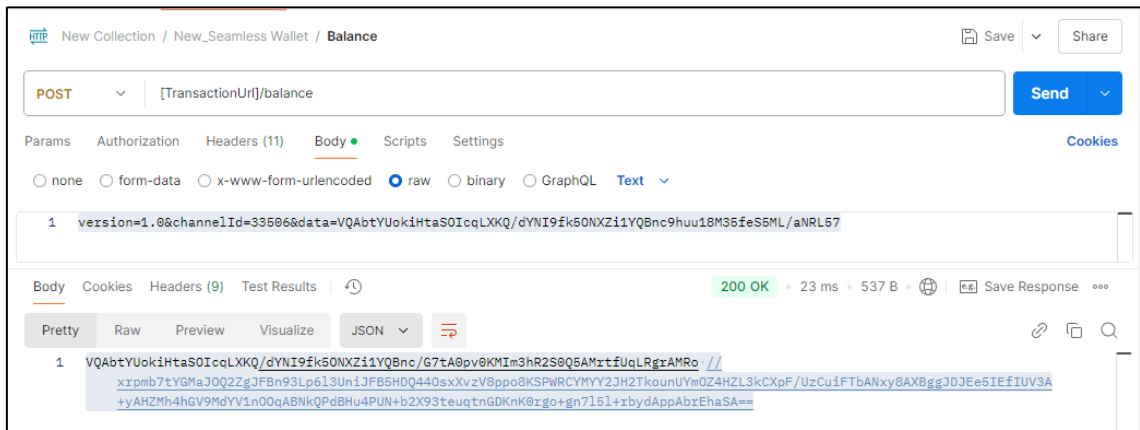 HTTP New Collection / New_Seamless Wallet / Balance Save Share
POST [TransactionUrl]/balance Send
Params Authorization Headers (11) Body Scripts Settings Cookies
none form-data x-www-form-urlencoded raw binary GraphQL Text
1 version=1.0&channelId=33506&data=VQAbtYUokiHtaSOIcqLXKQ/dYNI9fk5ONXZi1YQBnc9huu18M35feS5ML/aNRL57
Body Cookies Headers (9) Test Results 200 OK 23 ms 537 B e.g. Save Response
Pretty Raw Preview Visualize JSON
1 VQAbtYUokiHtaSOIcqLXKQ/dYNI9fk5ONXZi1YQBnc/G7tA0pv0KMIm3hR2S0Q5AMrtfUqLRgrAMRo //
xrpmb7tYGMaJOQ2ZgJFBn93Lp6l3UniJFB5HDQ44OsxXvzV8ppo8KSPWRCYMYY2JH2TkounUYmOZ4HZL3kCXpF/UzCuiFTbANxy8AXBggJDJEe5IEfIUV3A
+yAHZMh4hGV9MdYV1nOOqABNkQPdBHu4PUN+b2X93teuqtnGDKnK0rgo+gn7l5l+rbydAppAbrEhaSA==